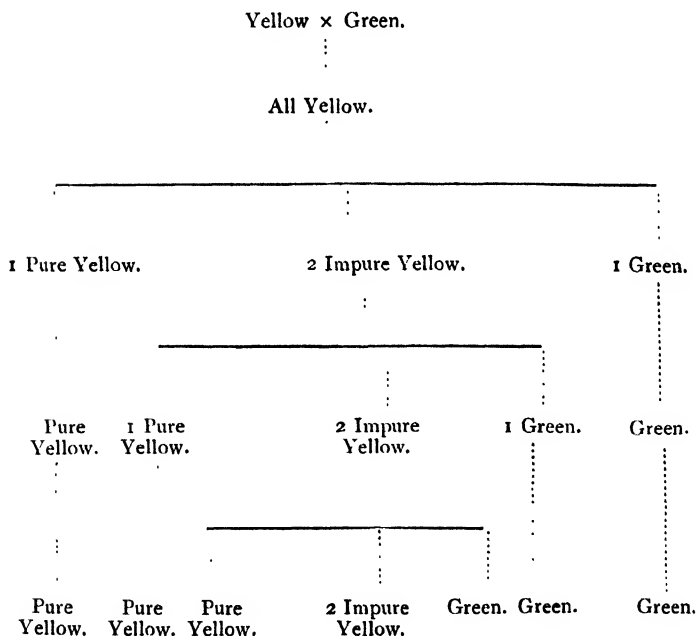 Yellow × Green.
All Yellow.
1 Pure Yellow. 2 Impure Yellow. 1 Green.
Pure 1 Pure 2 Impure 1 Green. Green.
Yellow. Yellow. Yellow.
Pure Pure Pure 2 Impure Green. Green. Green.
Yellow. Yellow. Yellow. Yellow.